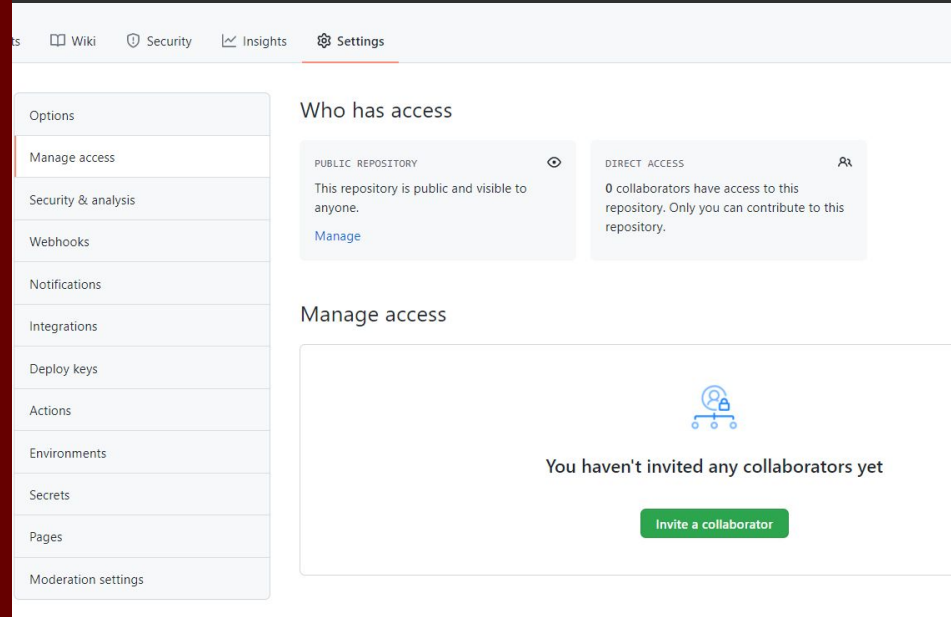 ts Wiki Security Insights Settings
Options
Manage access
Security & analysis
Webhooks
Notifications
Integrations
Deploy keys
Actions
Environments
Secrets
Pages
Moderation settings
Who has access
PUBLIC REPOSITORY
This repository is public and visible to
anyone.
Manage
DIRECT ACCESS
0 collaborators have access to this
repository. Only you can contribute to this
repository.
Manage access
You haven't invited any collaborators yet
Invite a collaborator